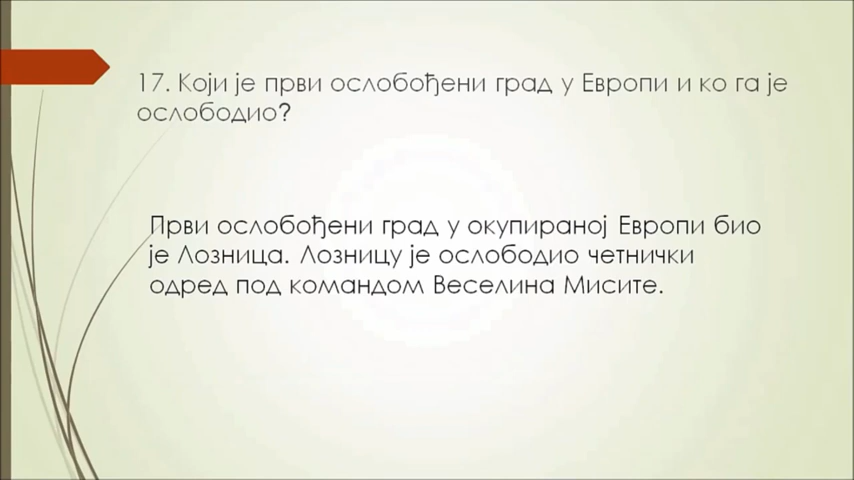 17. Који је први ослобођени град у Европи и ко га је
ослободио?
Први ослобођени град у окупираној Европи био
је Лозница. Лозницу је ослободио четнички
одред под командом Веселина Мисите.